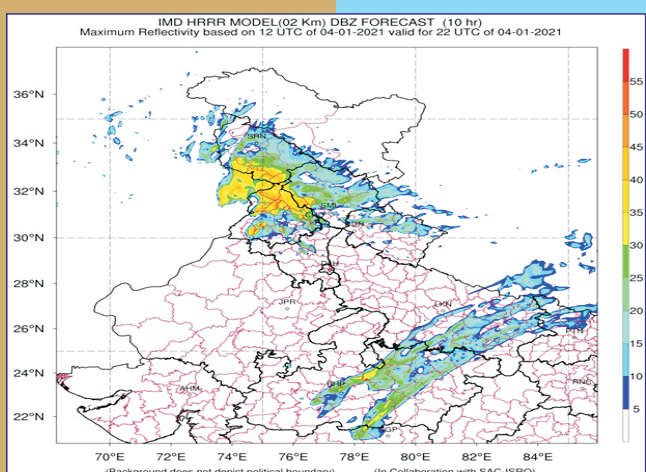 IMD HRRR MODEL(02 Km) DBZ FORECAST (10 hr)
Maximum Reflectivity based on 12 UTC of 04-01-2021 valid for 22 UTC of 04-01-2021
36°N
34°N
32°N
30°N
28°N
26°N
24°N
22°N
SRN
SML
JPR
LKN
PTN
RNC
AHM
70°E 72°E 74°E 76°E 78°E 80°E 82°E 84°E
55
50
45
40
35
30
25
20
15
10
5
(Background does not depict political boundary) (In Collaboration with SAC-ISRO)